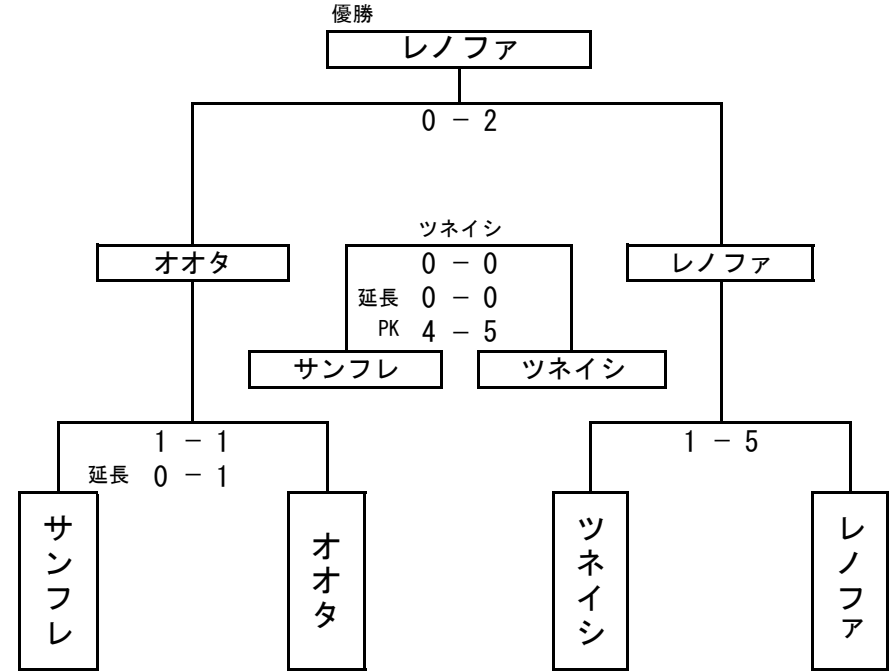 優勝
レノファ
0 － 2
ツネイシ
オオタ
0 － 0
レノファ
延長 0 － 0
PK 4 － 5
サンフレ
ツネイシ
1 － 1
1 － 5
延長 0 － 1
サンフレ
オオタ
ツネイシ
レノファ